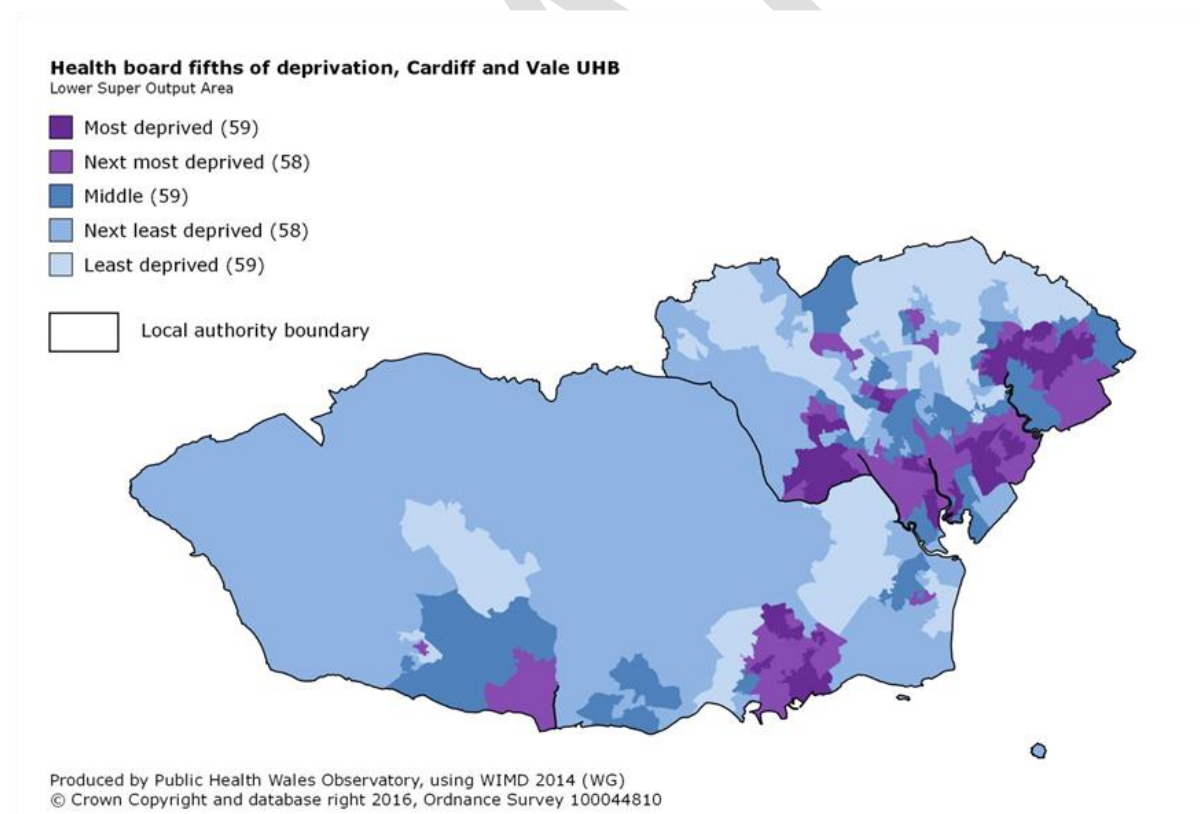 Health board fifths of deprivation, Cardiff and Vale UHB
Lower Super Output Area
Most deprived (59)
Next most deprived (58)
Middle (59)
Next least deprived (58)
Least deprived (59)
Local authority boundary
Produced by Public Health Wales Observatory, using WIMD 2014 (WG)
© Crown Copyright and database right 2016, Ordnance Survey 100044810